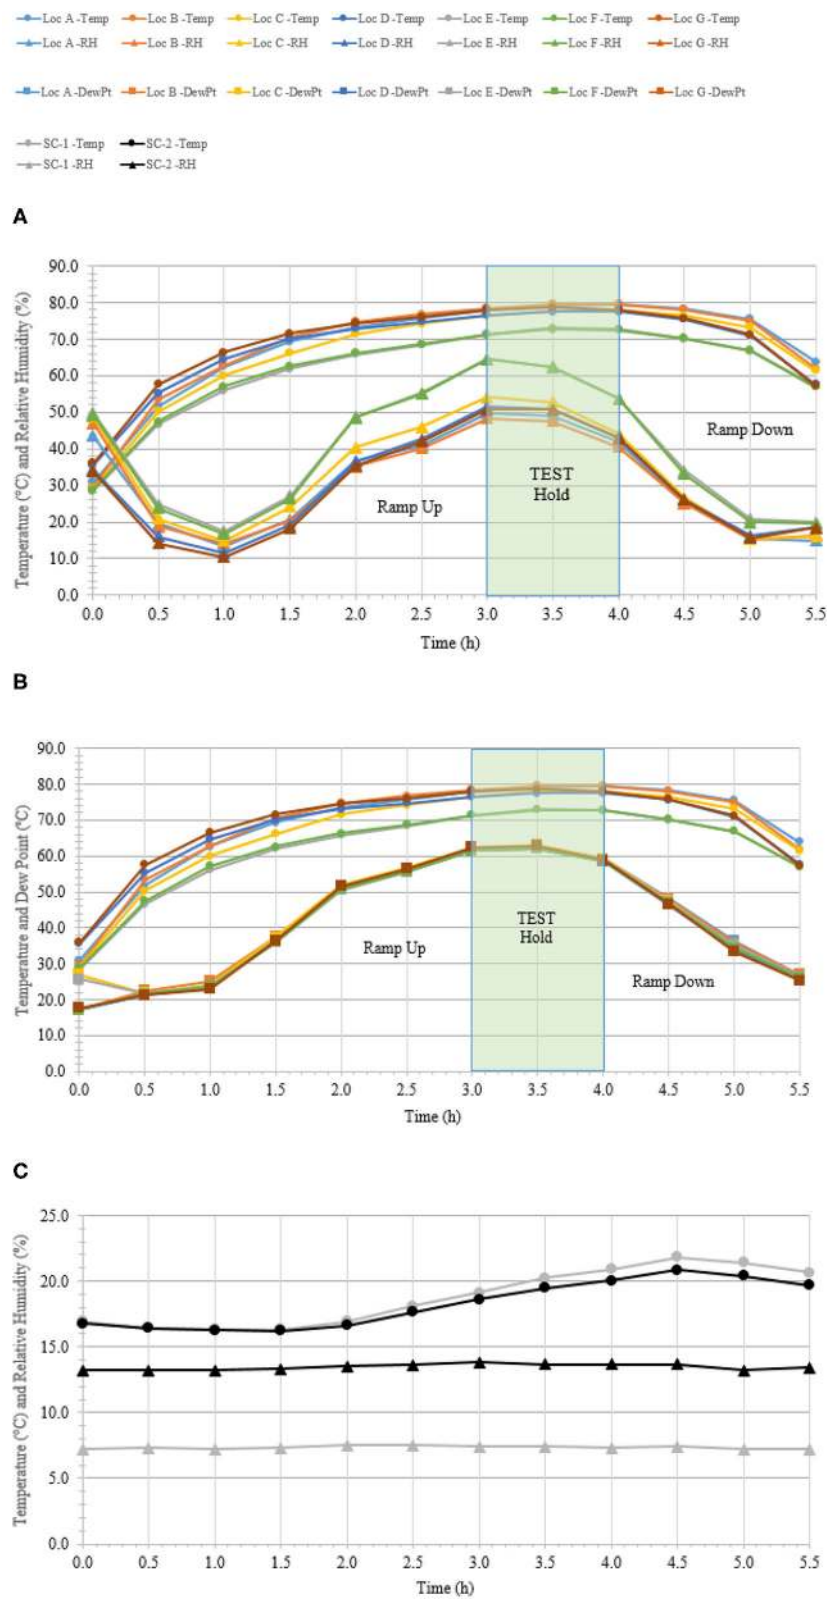 Loc A -Temp Loc B -Temp Loc C -Temp Loc D -Temp Loc E -Temp Loc F -Temp Loc G -Temp
Loc A -RH Loc B -RH Loc C -RH Loc D -RH Loc E -RH Loc F -RH Loc G -RH
Loc A -DewPt Loc B -DewPt Loc C -DewPt Loc D -DewPt Loc E -DewPt Loc F -DewPt Loc G -DewPt
SC-1 -Temp SC-2 -Temp
SC-1 -RH SC-2 -RH
A
Temperature (°C) and Relative Humidity (%)
90.0
80.0
70.0
60.0
50.0
40.0
30.0
20.0
10.0
0.0
Ramp Down
TEST
Hold
Ramp Up
0.0 0.5 1.0 1.5 2.0 2.5 3.0 3.5 4.0 4.5 5.0 5.5
Time (h)
B
Temperature and Dew Point (°C)
90.0
80.0
70.0
60.0
50.0
40.0
30.0
20.0
10.0
0.0
TEST
Hold
Ramp Up
Ramp Down
0.0 0.5 1.0 1.5 2.0 2.5 3.0 3.5 4.0 4.5 5.0 5.5
Time (h)
C
Temperature (°C) and Relative Humidity (%)
25.0
20.0
15.0
10.0
5.0
0.0
0.0 0.5 1.0 1.5 2.0 2.5 3.0 3.5 4.0 4.5 5.0 5.5
Time (h)